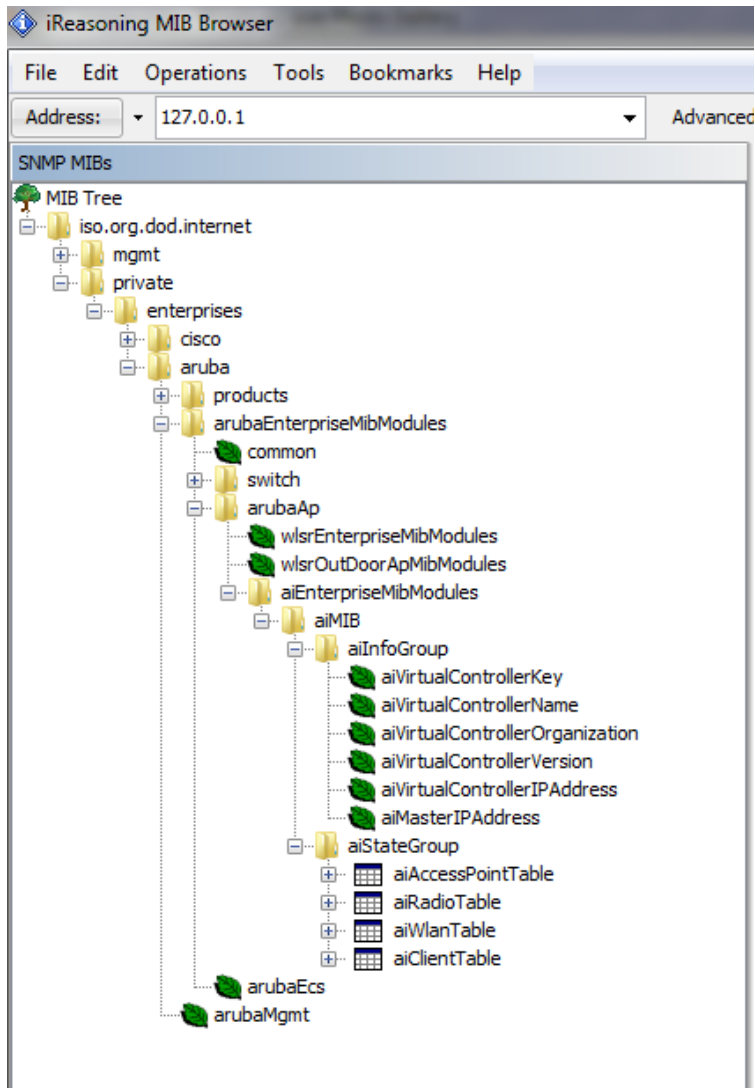 iReasoning MIB Browser
File Edit Operations Tools Bookmarks Help
Address: 127.0.0.1 Advanced
SNMP MIBs
MIB Tree
iso.org.dod.internet
mgmt
private
enterprises
cisco
aruba
products
arubaEnterpriseMibModules
common
switch
arubaAp
wlsrEnterpriseMibModules
wlsrOutDoorApMibModules
aiEnterpriseMibModules
aiMIB
aiInfoGroup
aiVirtualControllerKey
aiVirtualControllerName
aiVirtualControllerOrganization
aiVirtualControllerVersion
aiVirtualControllerIPAddress
aiMasterIPAddress
aiStateGroup
aiAccessPointTable
aiRadioTable
aiWlanTable
aiClientTable
arubaEcs
arubaMgmt